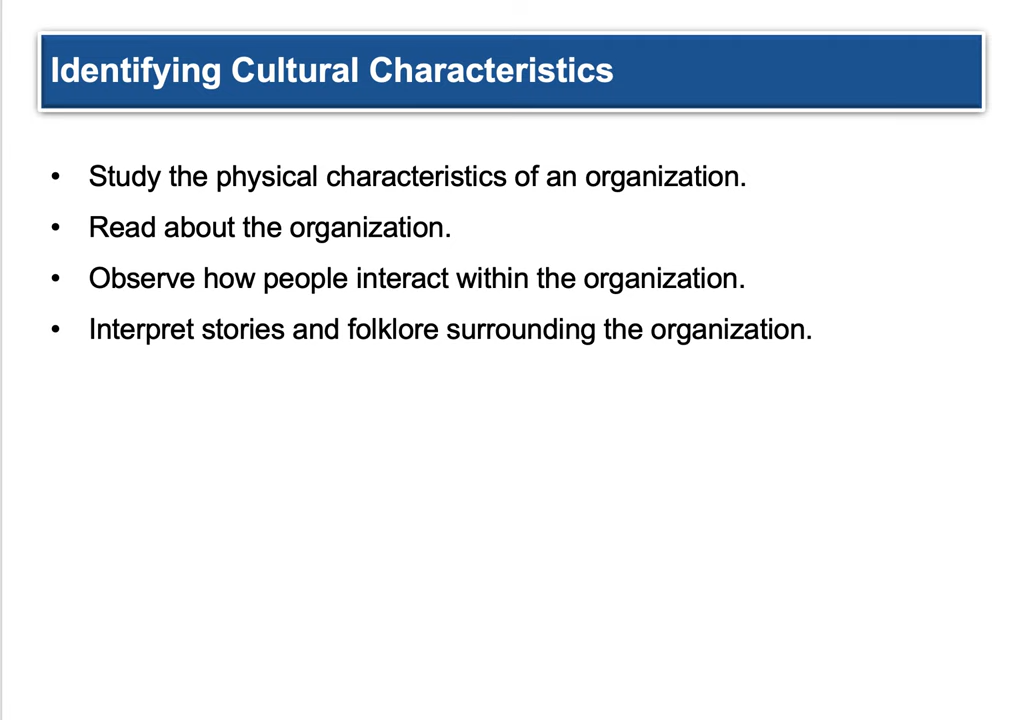 Identifying Cultural Characteristics
• Study the physical characteristics of an organization.
• Read about the organization.
• Observe how people interact within the organization.
• Interpret stories and folklore surrounding the organization.